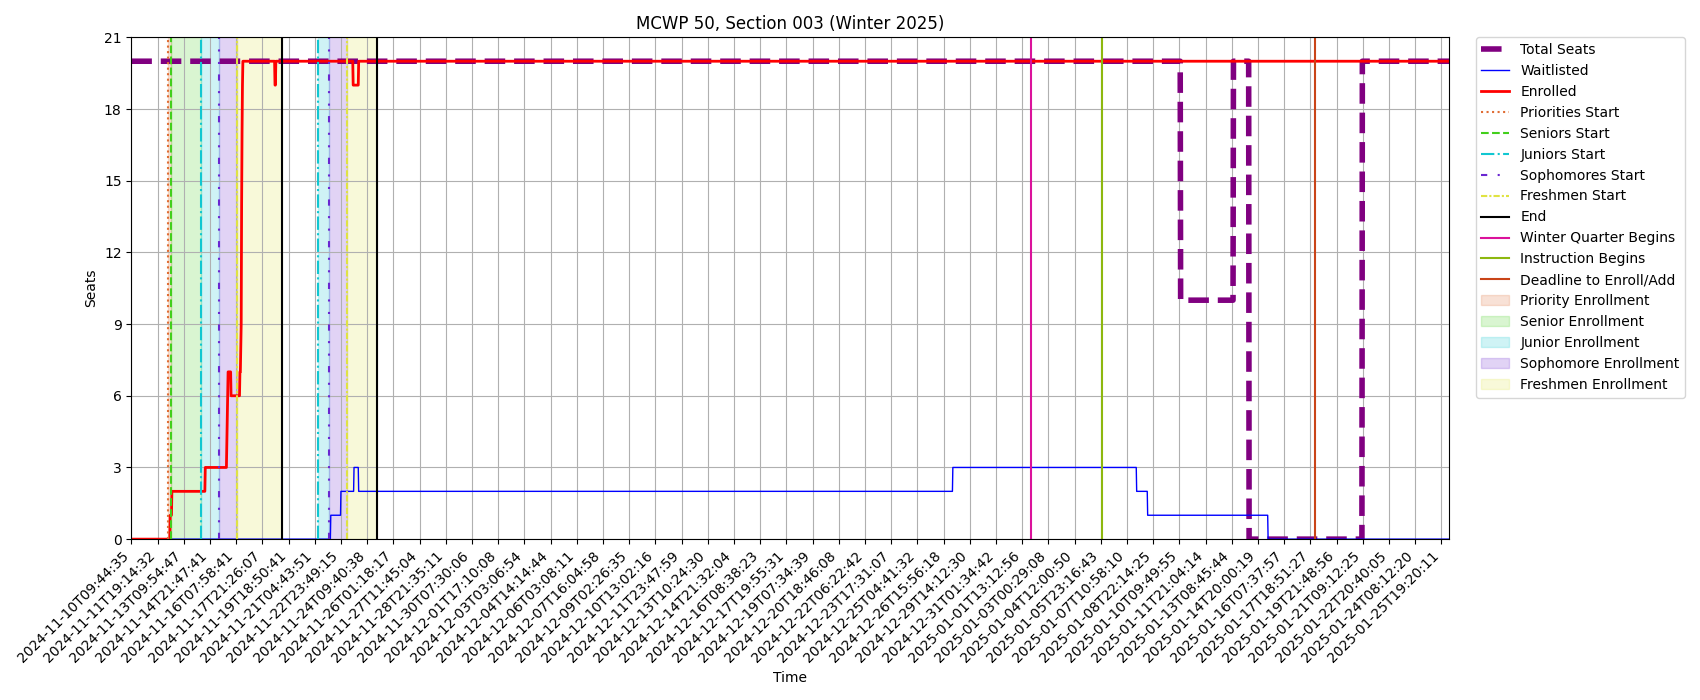 MCWP 50, Section 003 (Winter 2025)
21
18
15
12
9
6
3
0
Seats
2024-11-10T09:44:35
2024-11-11T19:14:32
2024-11-13T09:54:47
2024-11-14T21:47:41
2024-11-16T07:58:41
2024-11-17T21:26:07
2024-11-19T18:50:41
2024-11-21T04:43:51
2024-11-22T23:49:15
2024-11-24T09:40:38
2024-11-26T01:18:17
2024-11-27T11:45:04
2024-11-28T21:35:11
2024-11-30T07:30:06
2024-12-01T17:10:08
2024-12-03T03:06:54
2024-12-04T14:14:44
2024-12-06T03:08:11
2024-12-07T16:04:58
2024-12-09T02:26:35
2024-12-10T13:02:16
2024-12-11T23:47:59
2024-12-13T10:24:30
2024-12-14T21:32:04
2024-12-16T08:38:23
2024-12-17T19:55:31
2024-12-19T07:34:39
2024-12-20T18:46:08
2024-12-22T06:22:42
2024-12-23T17:31:07
2024-12-25T04:41:32
2024-12-26T15:56:18
2024-12-29T14:12:30
2024-12-31T01:34:42
2025-01-01T13:12:56
2025-01-03T00:29:08
2025-01-04T12:00:50
2025-01-05T23:16:43
2025-01-07T10:58:10
2025-01-08T22:14:25
2025-01-10T09:49:55
2025-01-11T21:04:14
2025-01-13T08:45:44
2025-01-14T20:00:19
2025-01-16T07:37:57
2025-01-17T18:51:27
2025-01-19T21:48:56
2025-01-21T09:12:25
2025-01-22T20:40:05
2025-01-24T08:12:20
2025-01-25T19:20:11
Time
Total Seats
Waitlisted
Enrolled
Priorities Start
Seniors Start
Juniors Start
Sophomores Start
Freshmen Start
End
Winter Quarter Begins
Instruction Begins
Deadline to Enroll/Add
Priority Enrollment
Senior Enrollment
Junior Enrollment
Sophomore Enrollment
Freshmen Enrollment